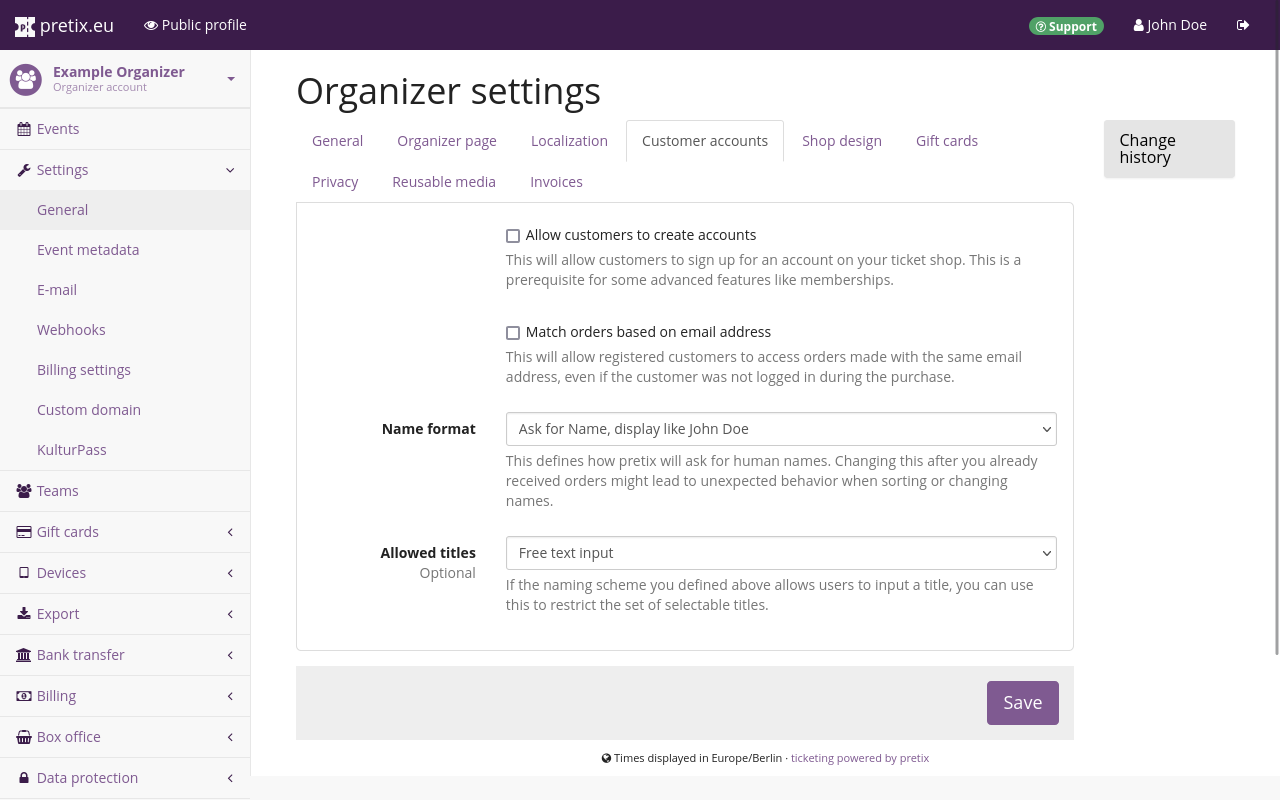 pretix.eu
Public profile
Support
John Doe
Example Organizer
Organizer account
Events
Settings
General
Event metadata
E-mail
Webhooks
Billing settings
Custom domain
KulturPass
Teams
Gift cards
Devices
Export
Bank transfer
Billing
Box office
Data protection
Organizer settings
General
Organizer page
Localization
Customer accounts
Shop design
Gift cards
Privacy
Reusable media
Invoices
Change
history
Allow customers to create accounts
This will allow customers to sign up for an account on your ticket shop. This is a
prerequisite for some advanced features like memberships.
Match orders based on email address
This will allow registered customers to access orders made with the same email
address, even if the customer was not logged in during the purchase.
Name format
Ask for Name, display like John Doe
This defines how pretix will ask for human names. Changing this after you already
received orders might lead to unexpected behavior when sorting or changing
names.
Allowed titles
Optional
Free text input
If the naming scheme you defined above allows users to input a title, you can use
this to restrict the set of selectable titles.
Save
Times displayed in Europe/Berlin · ticketing powered by pretix